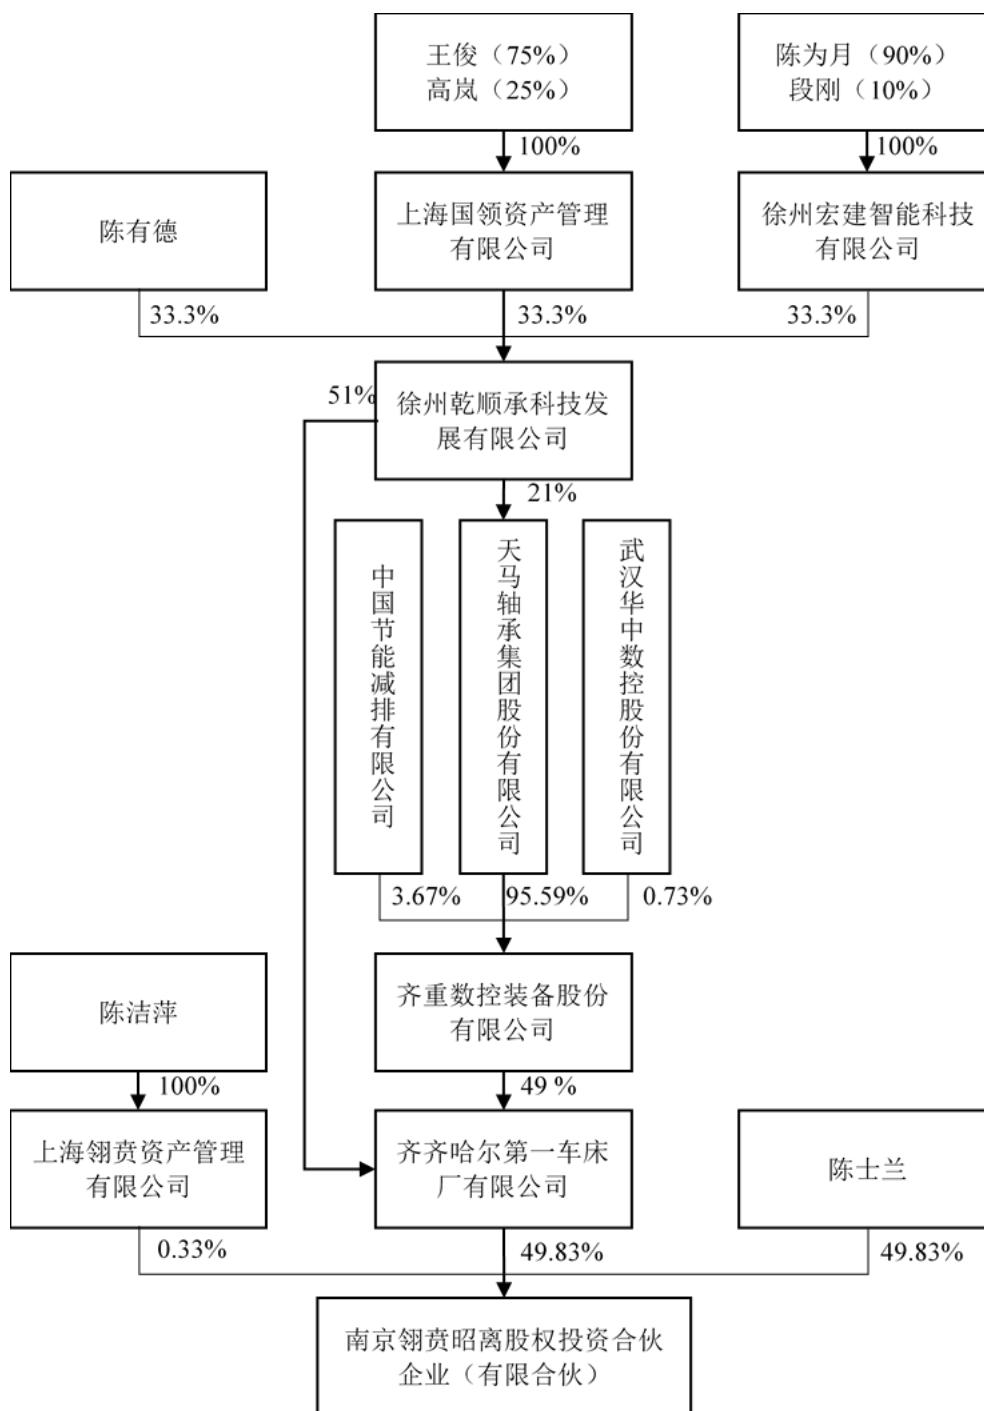 王俊（75%）
高岚（25%）
陈为月（90%）
段刚（10%）
100%
100%
陈有德
上海国领资产管理
有限公司
徐州宏建智能科技
有限公司
33.3%
33.3%
33.3%
51%
徐州乾顺承科技发
展有限公司
21%
中国节能减排有限公司
天马轴承集团股份有限公司
武汉华中数控股份有限公司
3.67%
95.59%
0.73%
陈洁萍
齐重数控装备股份
有限公司
100%
49 %
上海翎贲资产管理
有限公司
齐齐哈尔第一车床
厂有限公司
陈士兰
0.33%
49.83%
49.83%
南京翎贲昭离股权投资合伙
企业（有限合伙）